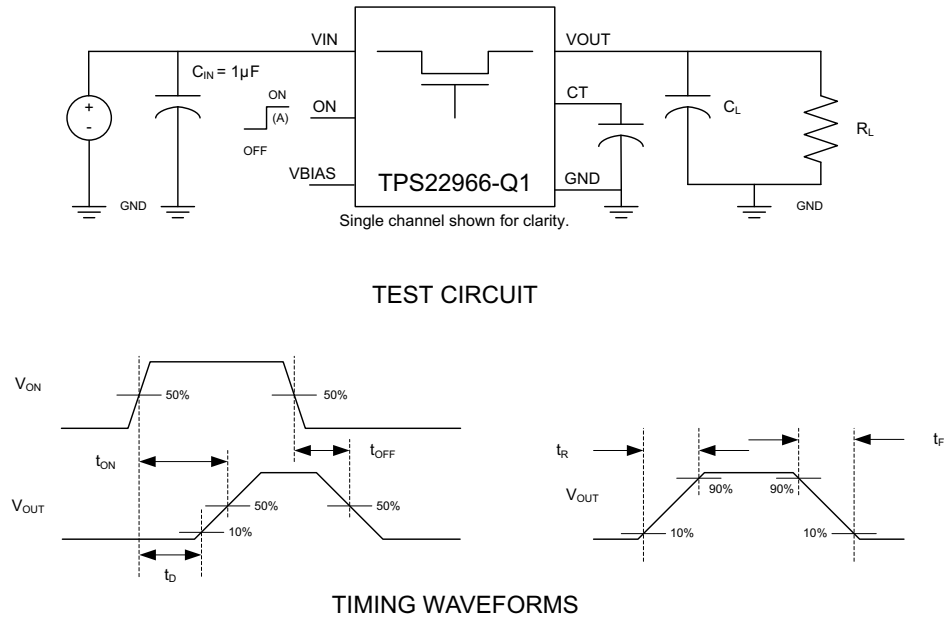 VIN
VOUT
C_IN = 1µF
ON
(A)
OFF
ON
CT
C_L
R_L
+
-
VBIAS
TPS22966-Q1
GND
GND
GND
Single channel shown for clarity.
TEST CIRCUIT
V_ON
50%
50%
t_ON
t_OFF
V_OUT
50%
50%
10%
t_D
t_R
t_F
V_OUT
90%
90%
10%
10%
TIMING WAVEFORMS